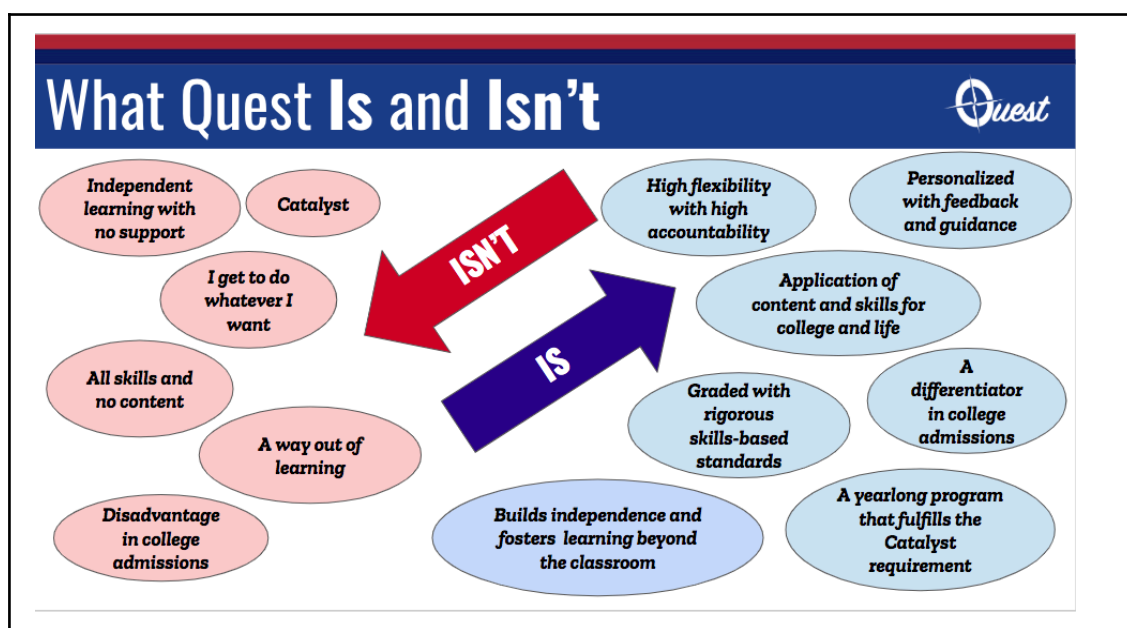 What Quest Is and Isn't
Quest
Independent
learning with
no support
Catalyst
I get to do
whatever I
want
All skills and
no content
A way out of
learning
Disadvantage
in college
admissions
ISN'T
IS
High flexibility
with high
accountability
Personalized
with feedback
and guidance
Application of
content and skills for
college and life
A
differentiator
in college
admissions
Graded with
rigorous
skills-based
standards
Builds independence and
fosters learning beyond
the classroom
A yearlong program
that fulfills the
Catalyst
requirement